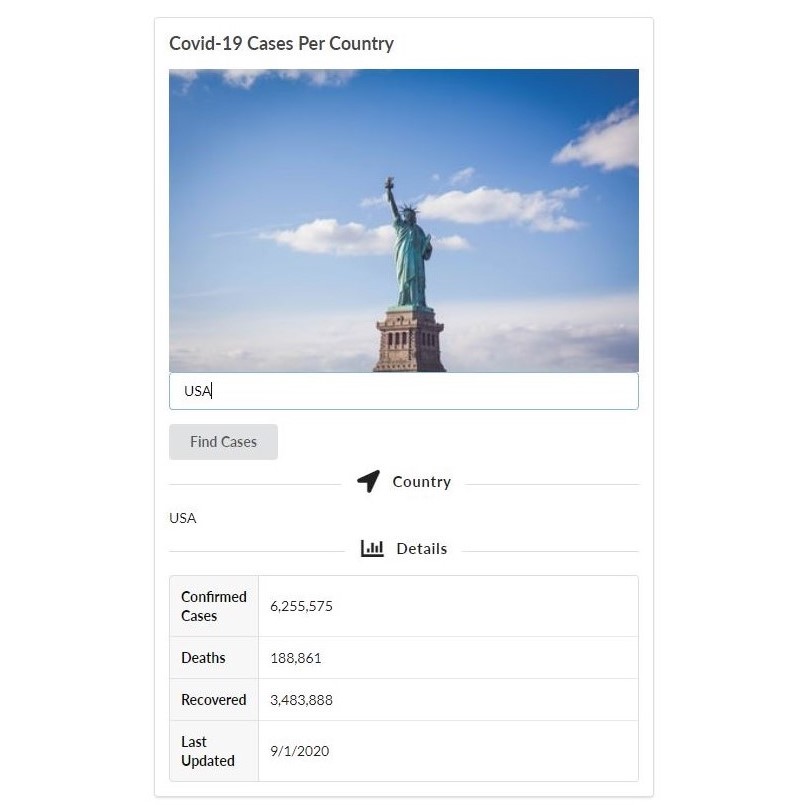 Covid-19 Cases Per Country
USA
Find Cases
Country
USA
Details
Confirmed
Cases
6,255,575
Deaths
188,861
Recovered
3,483,888
Last
Updated
9/1/2020